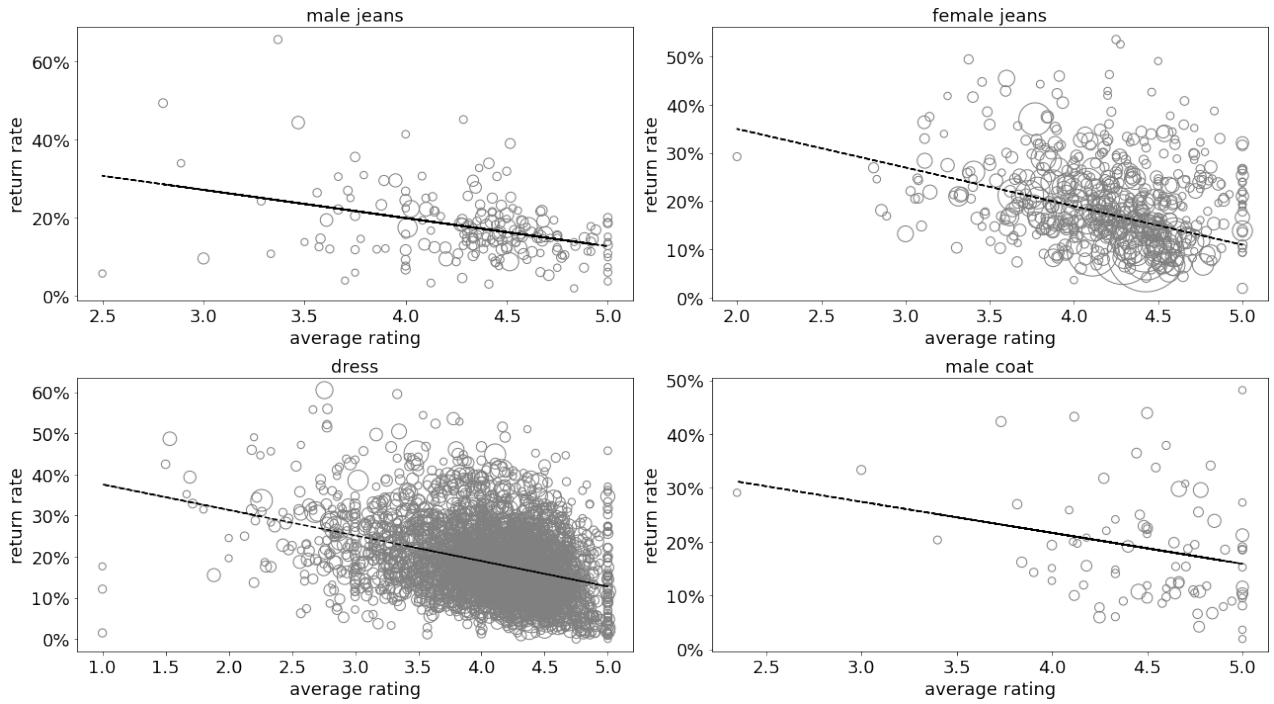 male jeans
return rate
60%
40%
20%
0%
2.5 3.0 3.5 4.0 4.5 5.0
average rating
female jeans
return rate
50%
40%
30%
20%
10%
0%
2.0 2.5 3.0 3.5 4.0 4.5 5.0
average rating
dress
return rate
60%
50%
40%
30%
20%
10%
0%
1.0 1.5 2.0 2.5 3.0 3.5 4.0 4.5 5.0
average rating
male coat
return rate
50%
40%
30%
20%
10%
0%
2.5 3.0 3.5 4.0 4.5 5.0
average rating